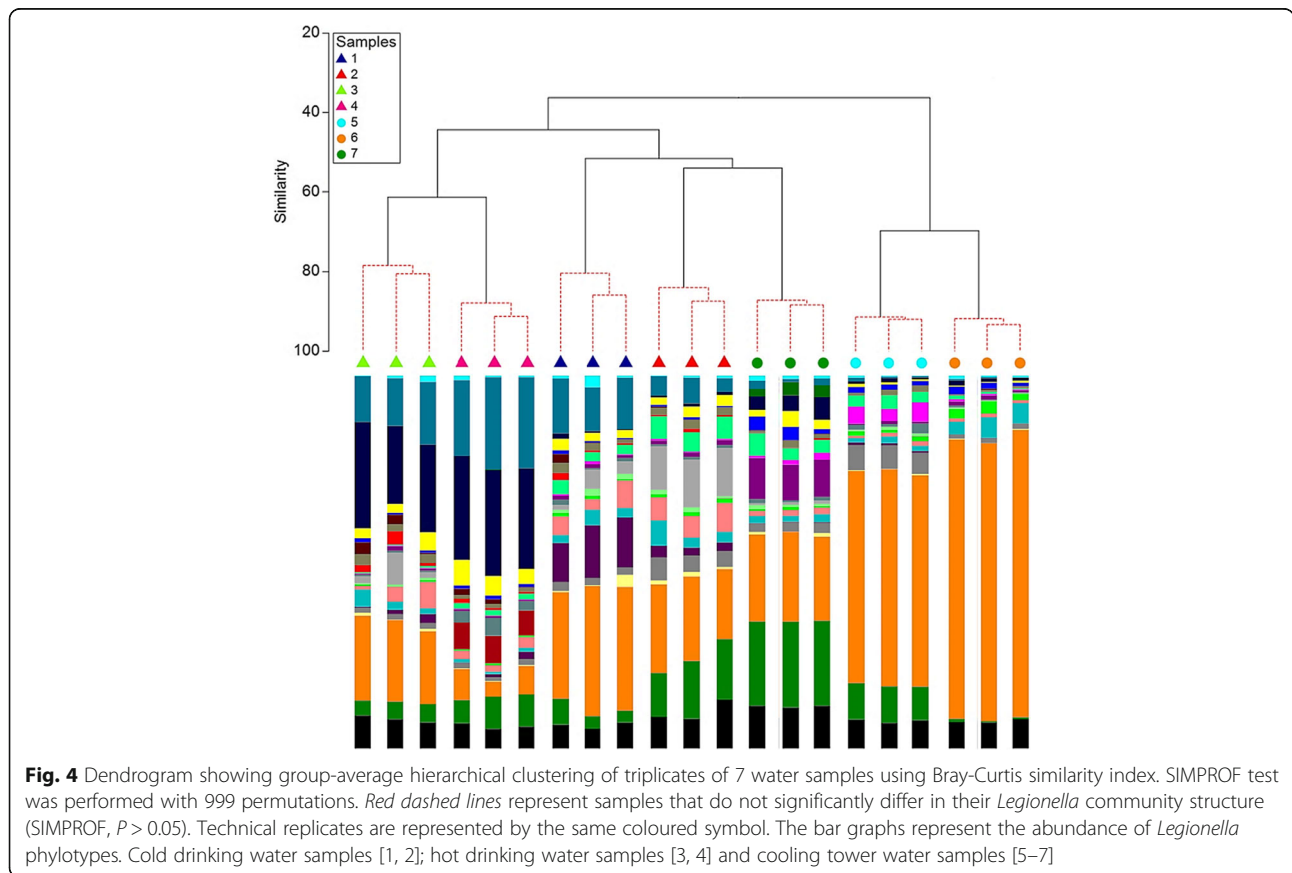 20
40
60
80
100
Similarity
Samples
1
2
3
4
5
6
7
Fig. 4 Dendrogram showing group-average hierarchical clustering of triplicates of 7 water samples using Bray-Curtis similarity index. SIMPROF test
was performed with 999 permutations. Red dashed lines represent samples that do not significantly differ in their Legionella community structure
(SIMPROF, P > 0.05). Technical replicates are represented by the same coloured symbol. The bar graphs represent the abundance of Legionella
phylotypes. Cold drinking water samples [1, 2]; hot drinking water samples [3, 4] and cooling tower water samples [5–7]